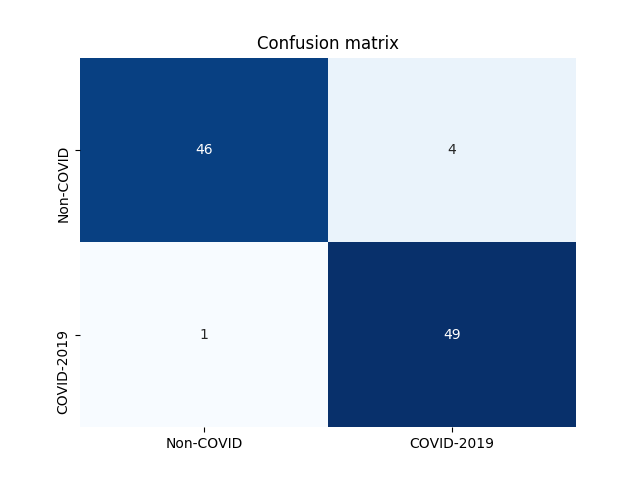 Confusion matrix
Non-COVID
46
4
COVID-2019
1
49
Non-COVID
COVID-2019